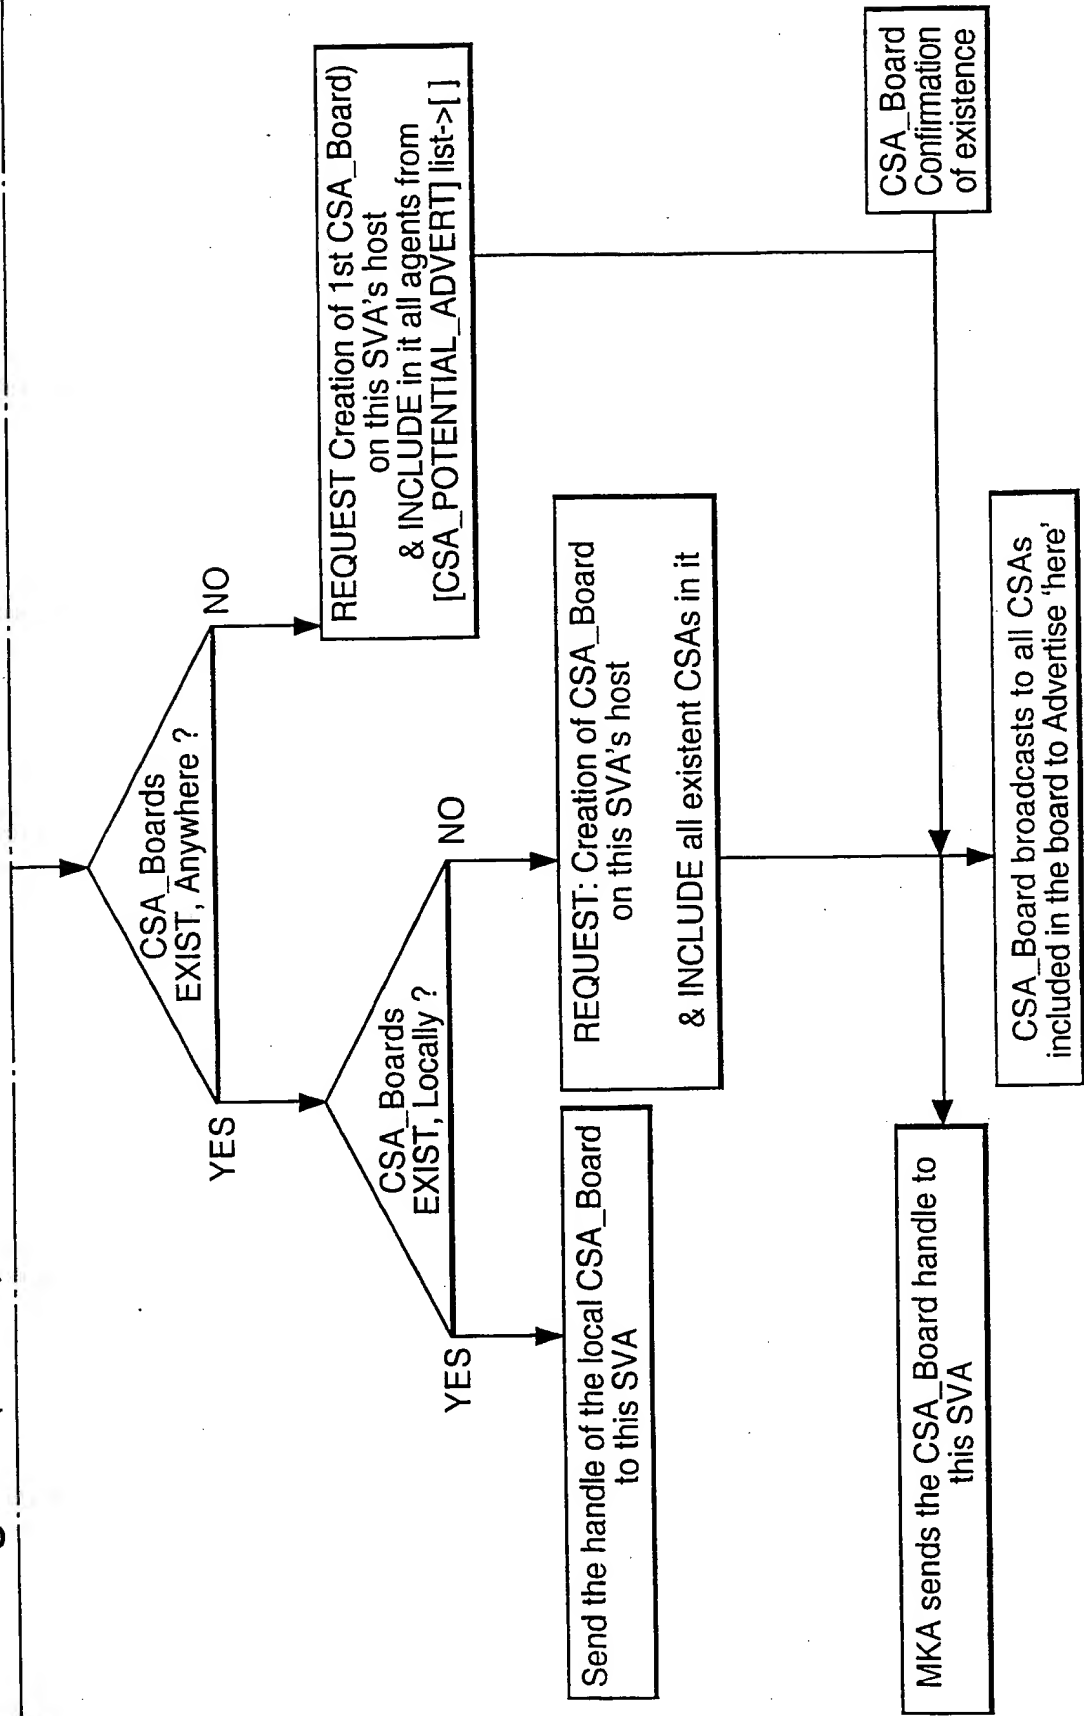 CSA_Boards
EXIST, Anywhere ?
YES
NO
REQUEST Creation of 1st CSA_Board)
on this SVA's host
& INCLUDE in it all agents from
[CSA_POTENTIAL_ADVERT] list->[ ]
CSA_Boards
EXIST, Locally ?
YES
NO
Send the handle of the local CSA_Board
to this SVA
REQUEST: Creation of CSA_Board
on this SVA's host
& INCLUDE all existent CSAs in it
CSA_Board
Confirmation
of existence
MKA sends the CSA_Board handle to
this SVA
CSA_Board broadcasts to all CSAs
included in the board to Advertise 'here'